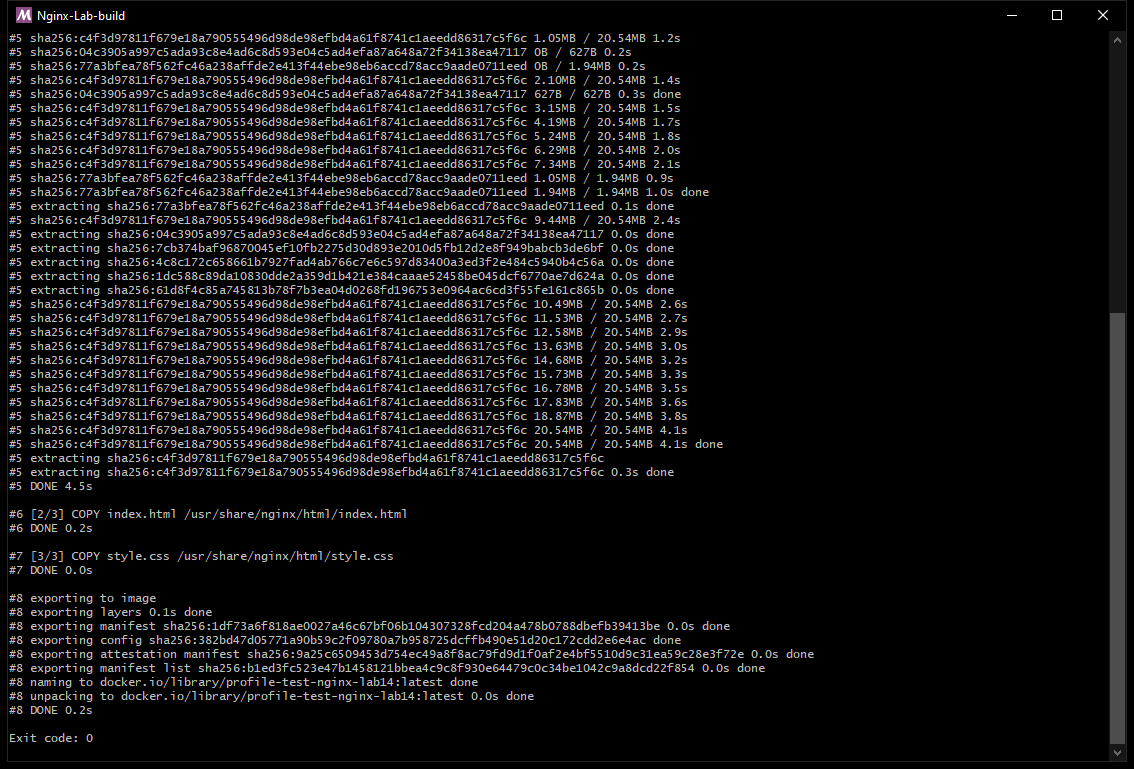 Nginx-Lab-build
#5 sha256:c4f3d97811f679e18a790555496d98de98efbd4a61f8741c1aeedd86317c5f6c 1.05MB / 20.54MB 1.2s
#5 sha256:04c3905a997c5ada93c8e4ad6c8d593e04c5ad4efa87a648a72f34138ea47117 0B / 627B 0.2s
#5 sha256:77a3bfea78f562fc46a238affde2e413f44ebe98eb6accd78acc9aade0711eed 0B / 1.94MB 0.2s
#5 sha256:c4f3d97811f679e18a790555496d98de98efbd4a61f8741c1aeedd86317c5f6c 2.10MB / 20.54MB 1.4s
#5 sha256:04c3905a997c5ada93c8e4ad6c8d593e04c5ad4efa87a648a72f34138ea47117 627B / 627B 0.3s done
#5 sha256:c4f3d97811f679e18a790555496d98de98efbd4a61f8741c1aeedd86317c5f6c 3.15MB / 20.54MB 1.5s
#5 sha256:c4f3d97811f679e18a790555496d98de98efbd4a61f8741c1aeedd86317c5f6c 4.19MB / 20.54MB 1.7s
#5 sha256:c4f3d97811f679e18a790555496d98de98efbd4a61f8741c1aeedd86317c5f6c 5.24MB / 20.54MB 1.8s
#5 sha256:c4f3d97811f679e18a790555496d98de98efbd4a61f8741c1aeedd86317c5f6c 6.29MB / 20.54MB 2.0s
#5 sha256:c4f3d97811f679e18a790555496d98de98efbd4a61f8741c1aeedd86317c5f6c 7.34MB / 20.54MB 2.1s
#5 sha256:77a3bfea78f562fc46a238affde2e413f44ebe98eb6accd78acc9aade0711eed 1.05MB / 1.94MB 0.9s
#5 sha256:77a3bfea78f562fc46a238affde2e413f44ebe98eb6accd78acc9aade0711eed 1.94MB / 1.94MB 1.0s done
#5 extracting sha256:77a3bfea78f562fc46a238affde2e413f44ebe98eb6accd78acc9aade0711eed 0.1s done
#5 sha256:c4f3d97811f679e18a790555496d98de98efbd4a61f8741c1aeedd86317c5f6c 9.44MB / 20.54MB 2.4s
#5 extracting sha256:04c3905a997c5ada93c8e4ad6c8d593e04c5ad4efa87a648a72f34138ea47117 0.0s done
#5 extracting sha256:7cb374baf96870045ef10fb2275d30d893e2010d5fb12d2e8f949babcb3de6bf 0.0s done
#5 extracting sha256:4c8c172c658661b7927fad4ab766c7e6c597d83400a3ed3f2e484c5940b4c56a 0.0s done
#5 extracting sha256:1dc588c89da10830dde2a359d1b421e384caaae52458be045dcf6770ae7d624a 0.0s done
#5 extracting sha256:61d8f4c85a745813b78f7b3ea04d0268fd196753e0964ac6cd3f55fe161c865b 0.0s done
#5 sha256:c4f3d97811f679e18a790555496d98de98efbd4a61f8741c1aeedd86317c5f6c 10.49MB / 20.54MB 2.6s
#5 sha256:c4f3d97811f679e18a790555496d98de98efbd4a61f8741c1aeedd86317c5f6c 11.53MB / 20.54MB 2.7s
#5 sha256:c4f3d97811f679e18a790555496d98de98efbd4a61f8741c1aeedd86317c5f6c 12.58MB / 20.54MB 2.9s
#5 sha256:c4f3d97811f679e18a790555496d98de98efbd4a61f8741c1aeedd86317c5f6c 13.63MB / 20.54MB 3.0s
#5 sha256:c4f3d97811f679e18a790555496d98de98efbd4a61f8741c1aeedd86317c5f6c 14.68MB / 20.54MB 3.2s
#5 sha256:c4f3d97811f679e18a790555496d98de98efbd4a61f8741c1aeedd86317c5f6c 15.73MB / 20.54MB 3.3s
#5 sha256:c4f3d97811f679e18a790555496d98de98efbd4a61f8741c1aeedd86317c5f6c 16.78MB / 20.54MB 3.5s
#5 sha256:c4f3d97811f679e18a790555496d98de98efbd4a61f8741c1aeedd86317c5f6c 17.83MB / 20.54MB 3.6s
#5 sha256:c4f3d97811f679e18a790555496d98de98efbd4a61f8741c1aeedd86317c5f6c 18.87MB / 20.54MB 3.8s
#5 sha256:c4f3d97811f679e18a790555496d98de98efbd4a61f8741c1aeedd86317c5f6c 20.54MB / 20.54MB 4.1s
#5 sha256:c4f3d97811f679e18a790555496d98de98efbd4a61f8741c1aeedd86317c5f6c 20.54MB / 20.54MB 4.1s done
#5 extracting sha256:c4f3d97811f679e18a790555496d98de98efbd4a61f8741c1aeedd86317c5f6c
#5 extracting sha256:c4f3d97811f679e18a790555496d98de98efbd4a61f8741c1aeedd86317c5f6c 0.3s done
#5 DONE 4.5s

#6 [2/3] COPY index.html /usr/share/nginx/html/index.html
#6 DONE 0.2s

#7 [3/3] COPY style.css /usr/share/nginx/html/style.css
#7 DONE 0.0s

#8 exporting to image
#8 exporting layers 0.1s done
#8 exporting manifest sha256:1df73a6f818ae0027a46c67bf06b104307328fcd204a478b0788dbefb39413be 0.0s done
#8 exporting config sha256:382bd47d05771a90b59c2f09780a7b958725dcffb490e51d20c172cdd2e6e4ac done
#8 exporting attestation manifest sha256:9a25c6509453d754ec49a8f8ac79fd9d1f0af2e4bf5510d9c31ea59c28e3f72e 0.0s done
#8 exporting manifest list sha256:b1ed3fc523e47b1458121bbea4c9c8f930e64479c0c34be1042c9a8dcd22f854 0.0s done
#8 naming to docker.io/library/profile-test-nginx-lab14:latest done
#8 unpacking to docker.io/library/profile-test-nginx-lab14:latest 0.0s done
#8 DONE 0.2s

Exit code: 0